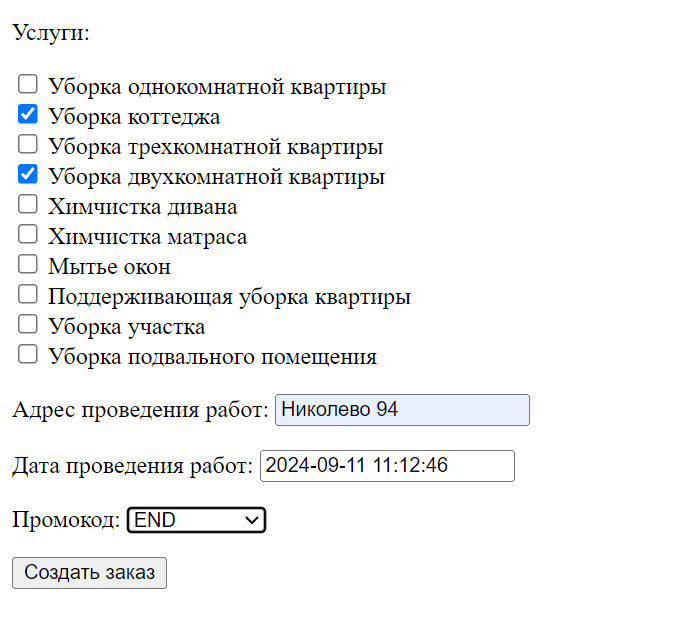 Услуги:
Уборка однокомнатной квартиры
Уборка коттеджа
Уборка трехкомнатной квартиры
Уборка двухкомнатной квартиры
Химчистка дивана
Химчистка матраса
Мытье окон
Поддерживающая уборка квартиры
Уборка участка
Уборка подвального помещения
Адрес проведения работ: Николево 94
Дата проведения работ: 2024-09-11 11:12:46
Промокод: END
Создать заказ